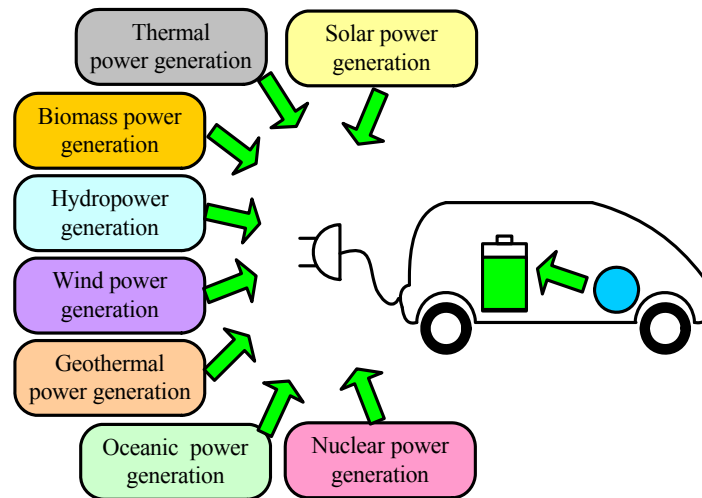 Thermal
power generation
Solar power
generation
Biomass power
generation
Hydropower
generation
Wind power
generation
Geothermal
power generation
Oceanic power
generation
Nuclear power
generation